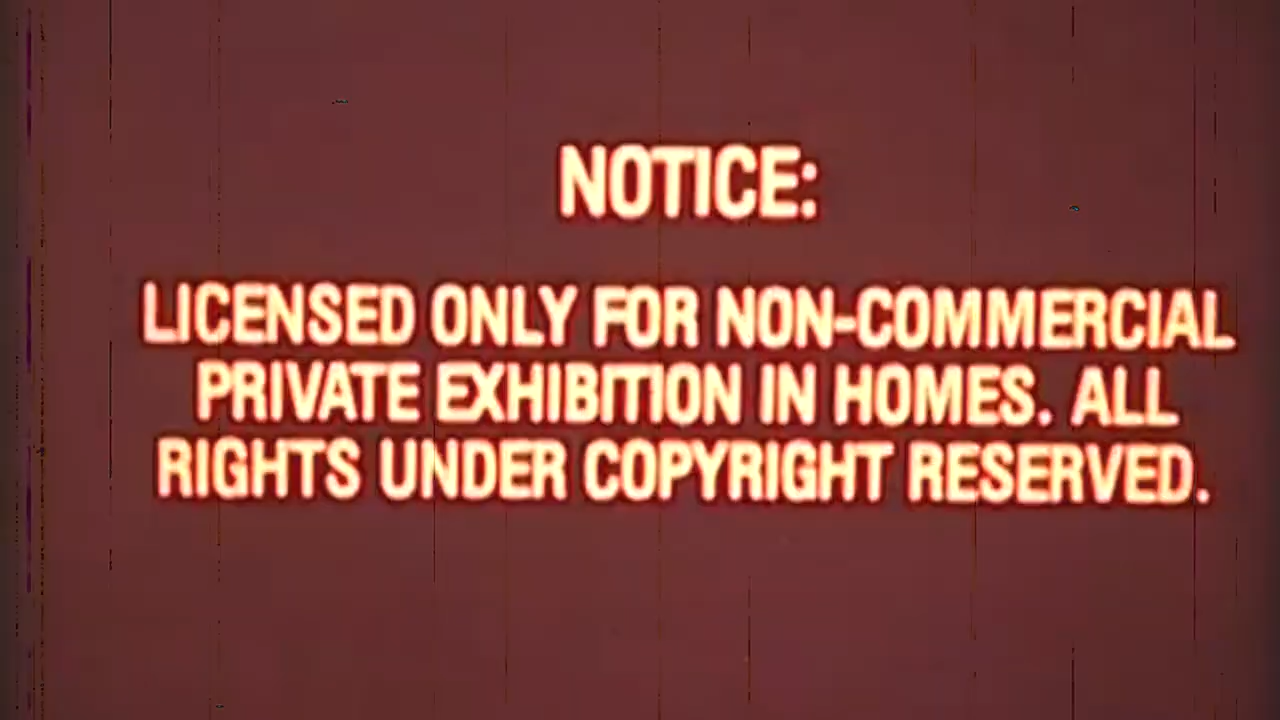 NOTICE:
LICENSED ONLY FOR NON-COMMERCIAL
PRIVATE EXHIBITION IN HOMES. ALL
RIGHTS UNDER COPYRIGHT RESERVED.